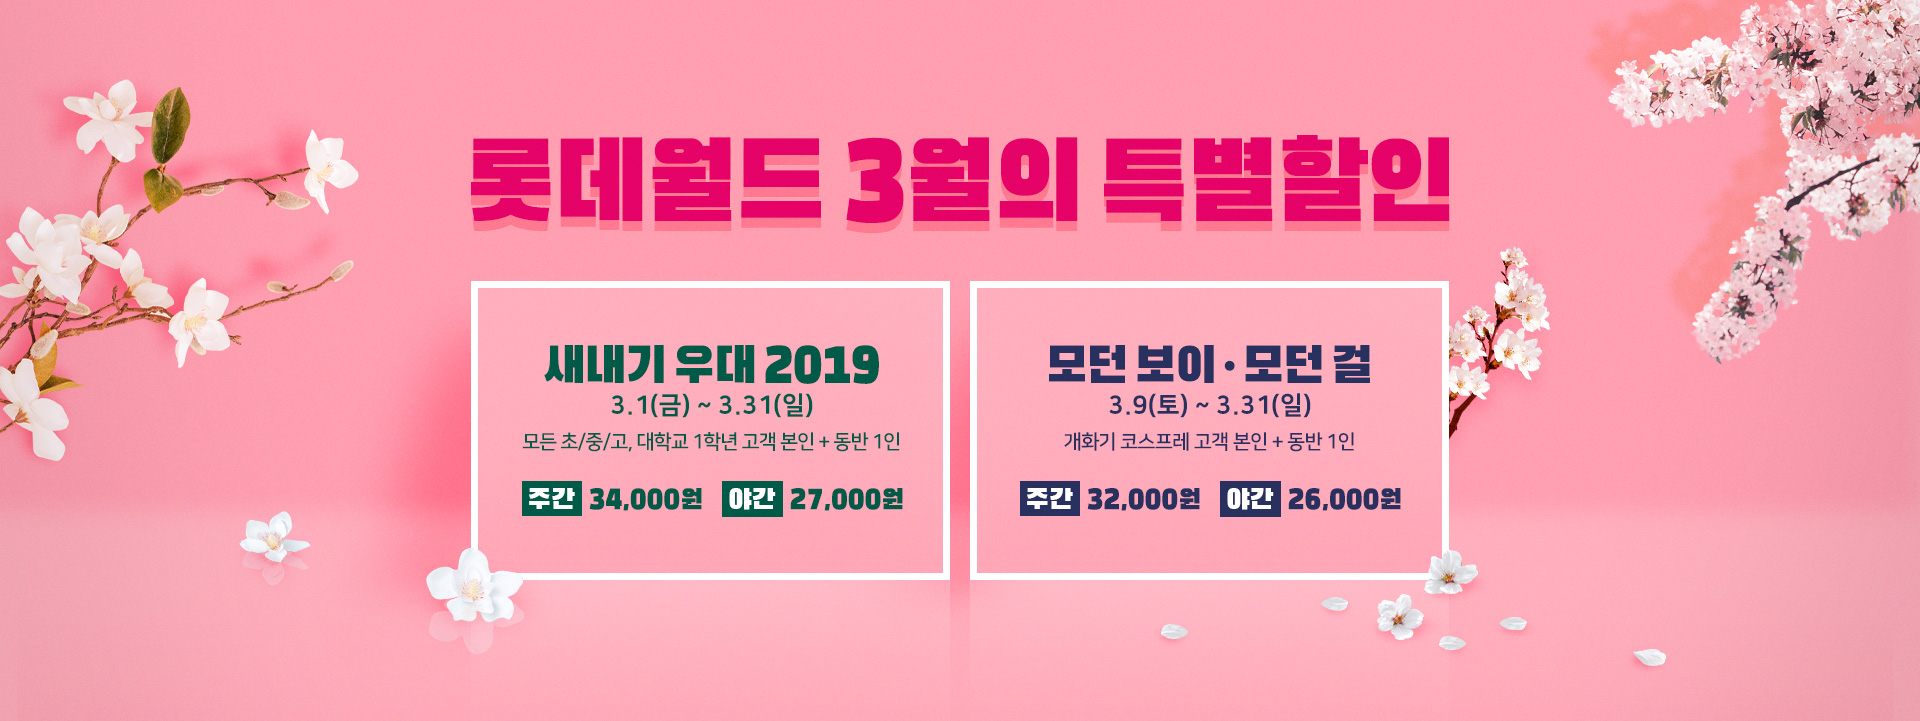 롯데월드 3월의 특별할인
새내기 우대 2019
3.1(금) ~ 3.31(일)
모든 초/중/고, 대학교 1학년 고객 본인 + 동반 1인
주간 34,000원 야간 27,000원
모던 보이 · 모던 걸
3.9(토) ~ 3.31(일)
개화기 코스프레 고객 본인 + 동반 1인
주간 32,000원 야간 26,000원